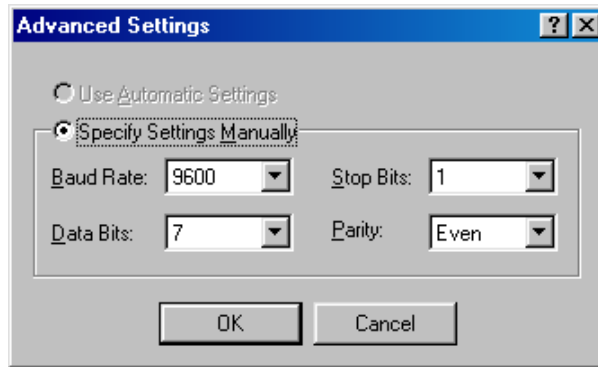 Advanced Settings
Use Automatic Settings
Specify Settings Manually
Baud Rate: 9600 Stop Bits: 1
Data Bits: 7 Parity: Even
OK Cancel